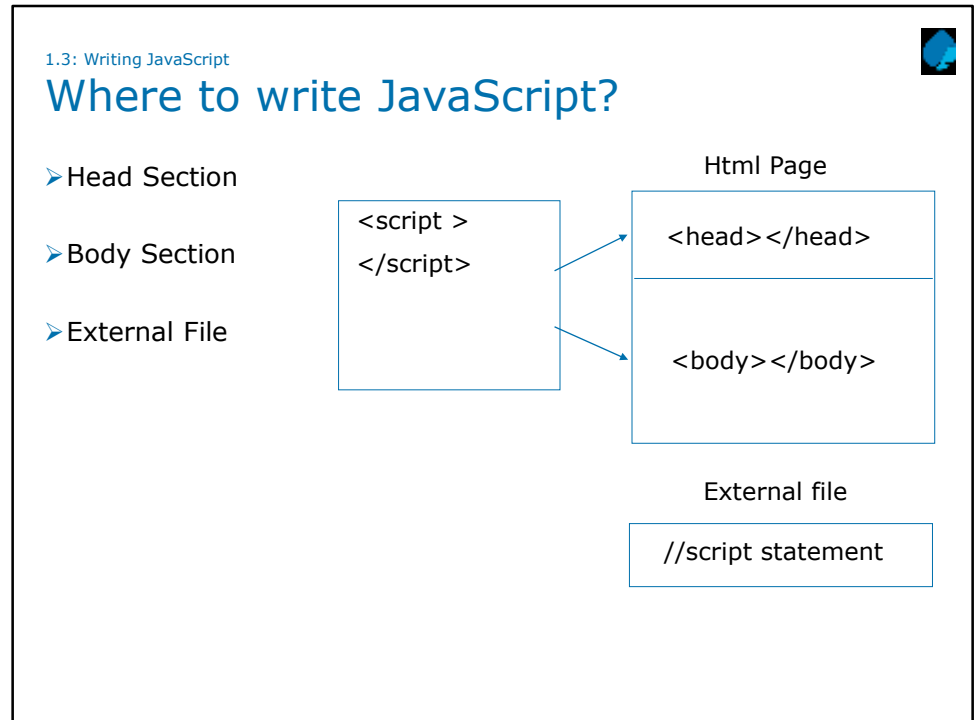 1.3: Writing JavaScript
Where to write JavaScript?
➢Head Section
➢Body Section
➢External File
<script >
</script>
Html Page
<head></head>
<body></body>
External file
//script statement